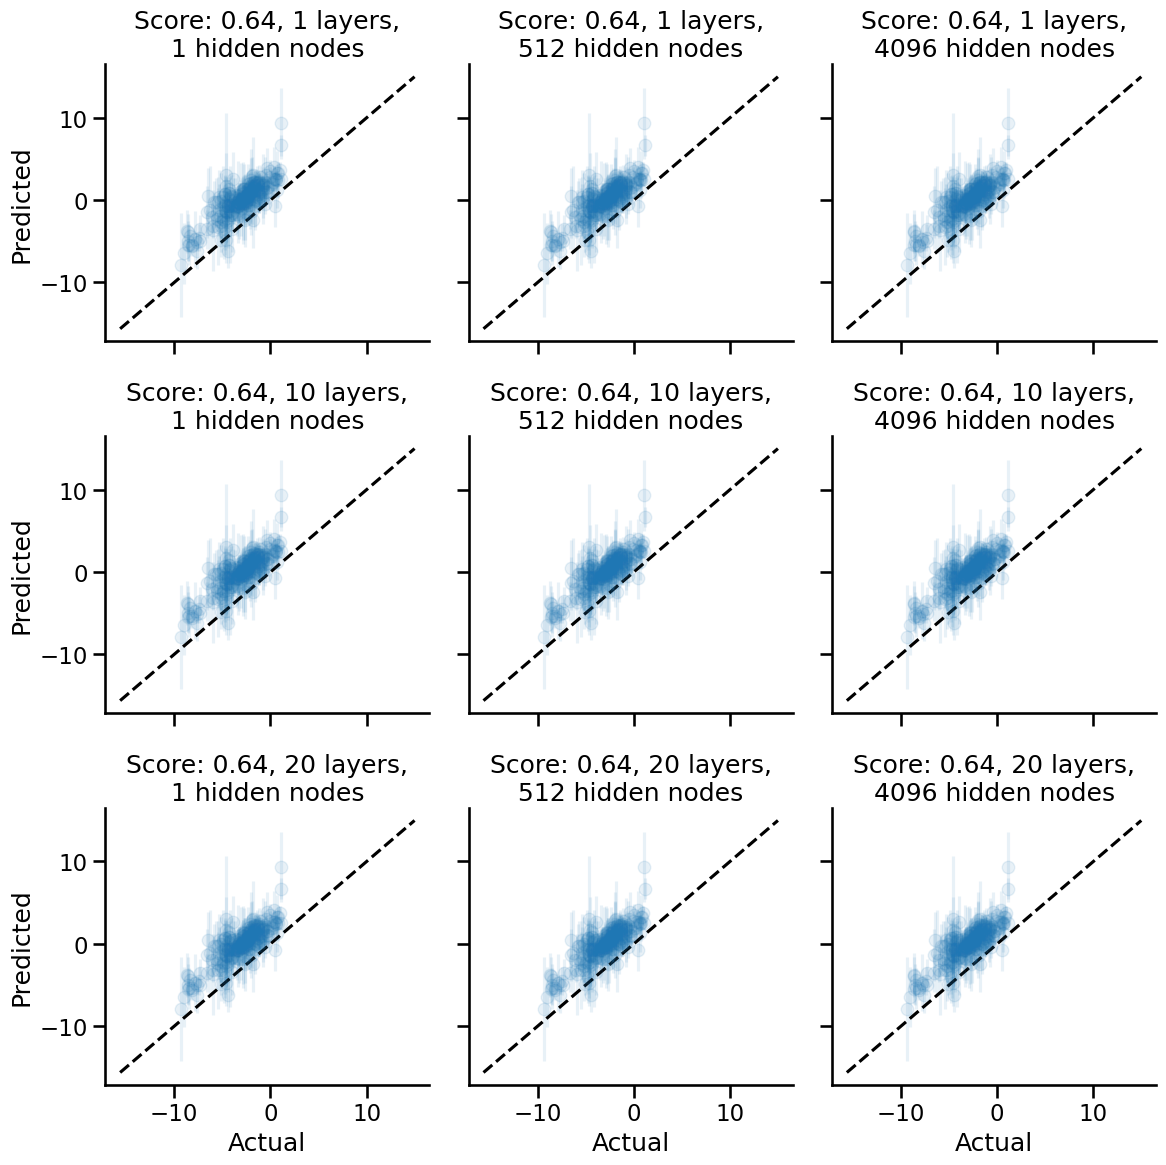 Score: 0.64, 1 layers,
1 hidden nodes
Score: 0.64, 1 layers,
512 hidden nodes
Score: 0.64, 1 layers,
4096 hidden nodes
10
0
−10
Predicted
Score: 0.64, 10 layers,
1 hidden nodes
Score: 0.64, 10 layers,
512 hidden nodes
Score: 0.64, 10 layers,
4096 hidden nodes
10
0
−10
Predicted
Score: 0.64, 20 layers,
1 hidden nodes
Score: 0.64, 20 layers,
512 hidden nodes
Score: 0.64, 20 layers,
4096 hidden nodes
10
0
−10
Predicted
−10 0 10
Actual
−10 0 10
Actual
−10 0 10
Actual